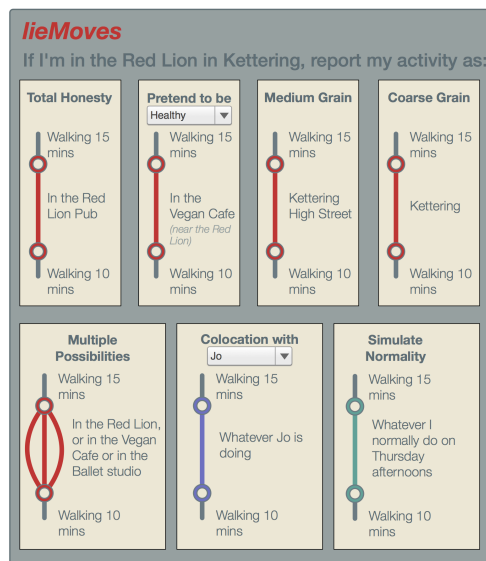 lieMoves
If I'm in the Red Lion in Kettering, report my activity as:
Total Honesty
Walking 15
mins
In the Red
Lion Pub
Walking 10
mins
Pretend to be
Healthy
Walking 15
mins
In the
Vegan Cafe
(near the Red
Lion)
Walking 10
mins
Medium Grain
Walking 15
mins
Kettering
High Street
Walking 10
mins
Coarse Grain
Walking 15
mins
Kettering
Walking 10
mins
Multiple
Possibilities
Walking 15
mins
In the Red Lion,
or in the Vegan
Cafe or in the
Ballet studio
Walking 10
mins
Colocation with
Jo
Walking 15
mins
Whatever Jo is
doing
Walking 10
mins
Simulate
Normality
Walking 15
mins
Whatever I
normally do on
Thursday
afternoons
Walking 10
mins